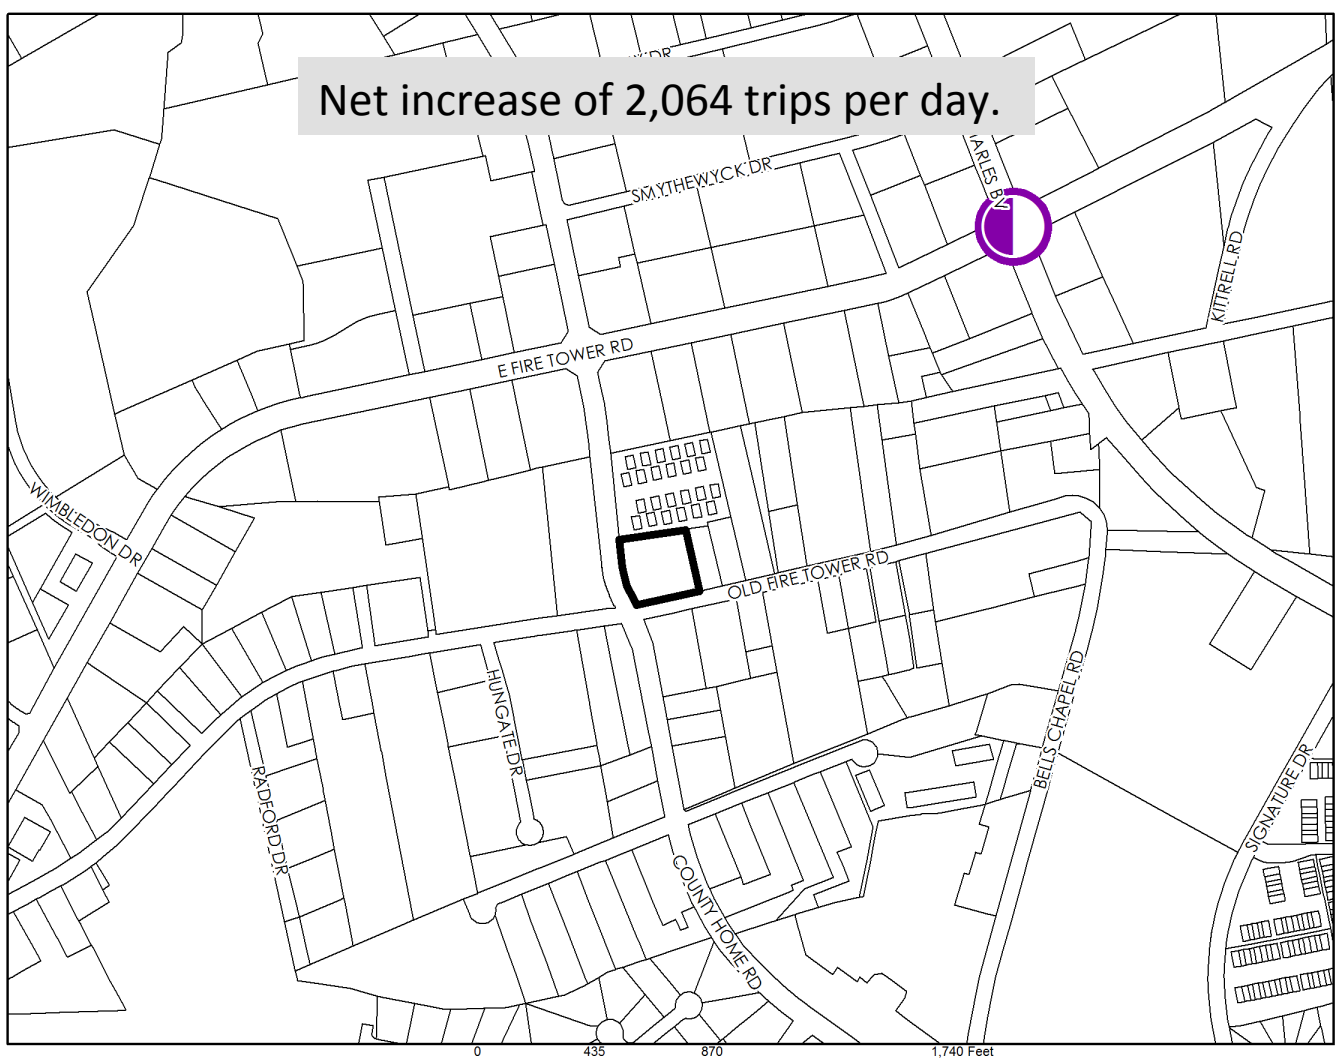 Net increase of 2,064 trips per day.
SMYTHEWYCK DR
KITTRELL RD
E FIRE TOWER RD
WIMBLEDON DR
OLD FIRE TOWER RD
HUNGATE DR
BELLS CHAPEL RD
RADFORD DR
SIGNATURE DR
COUNTY HOME RD
0 435 870 1,740 Feet